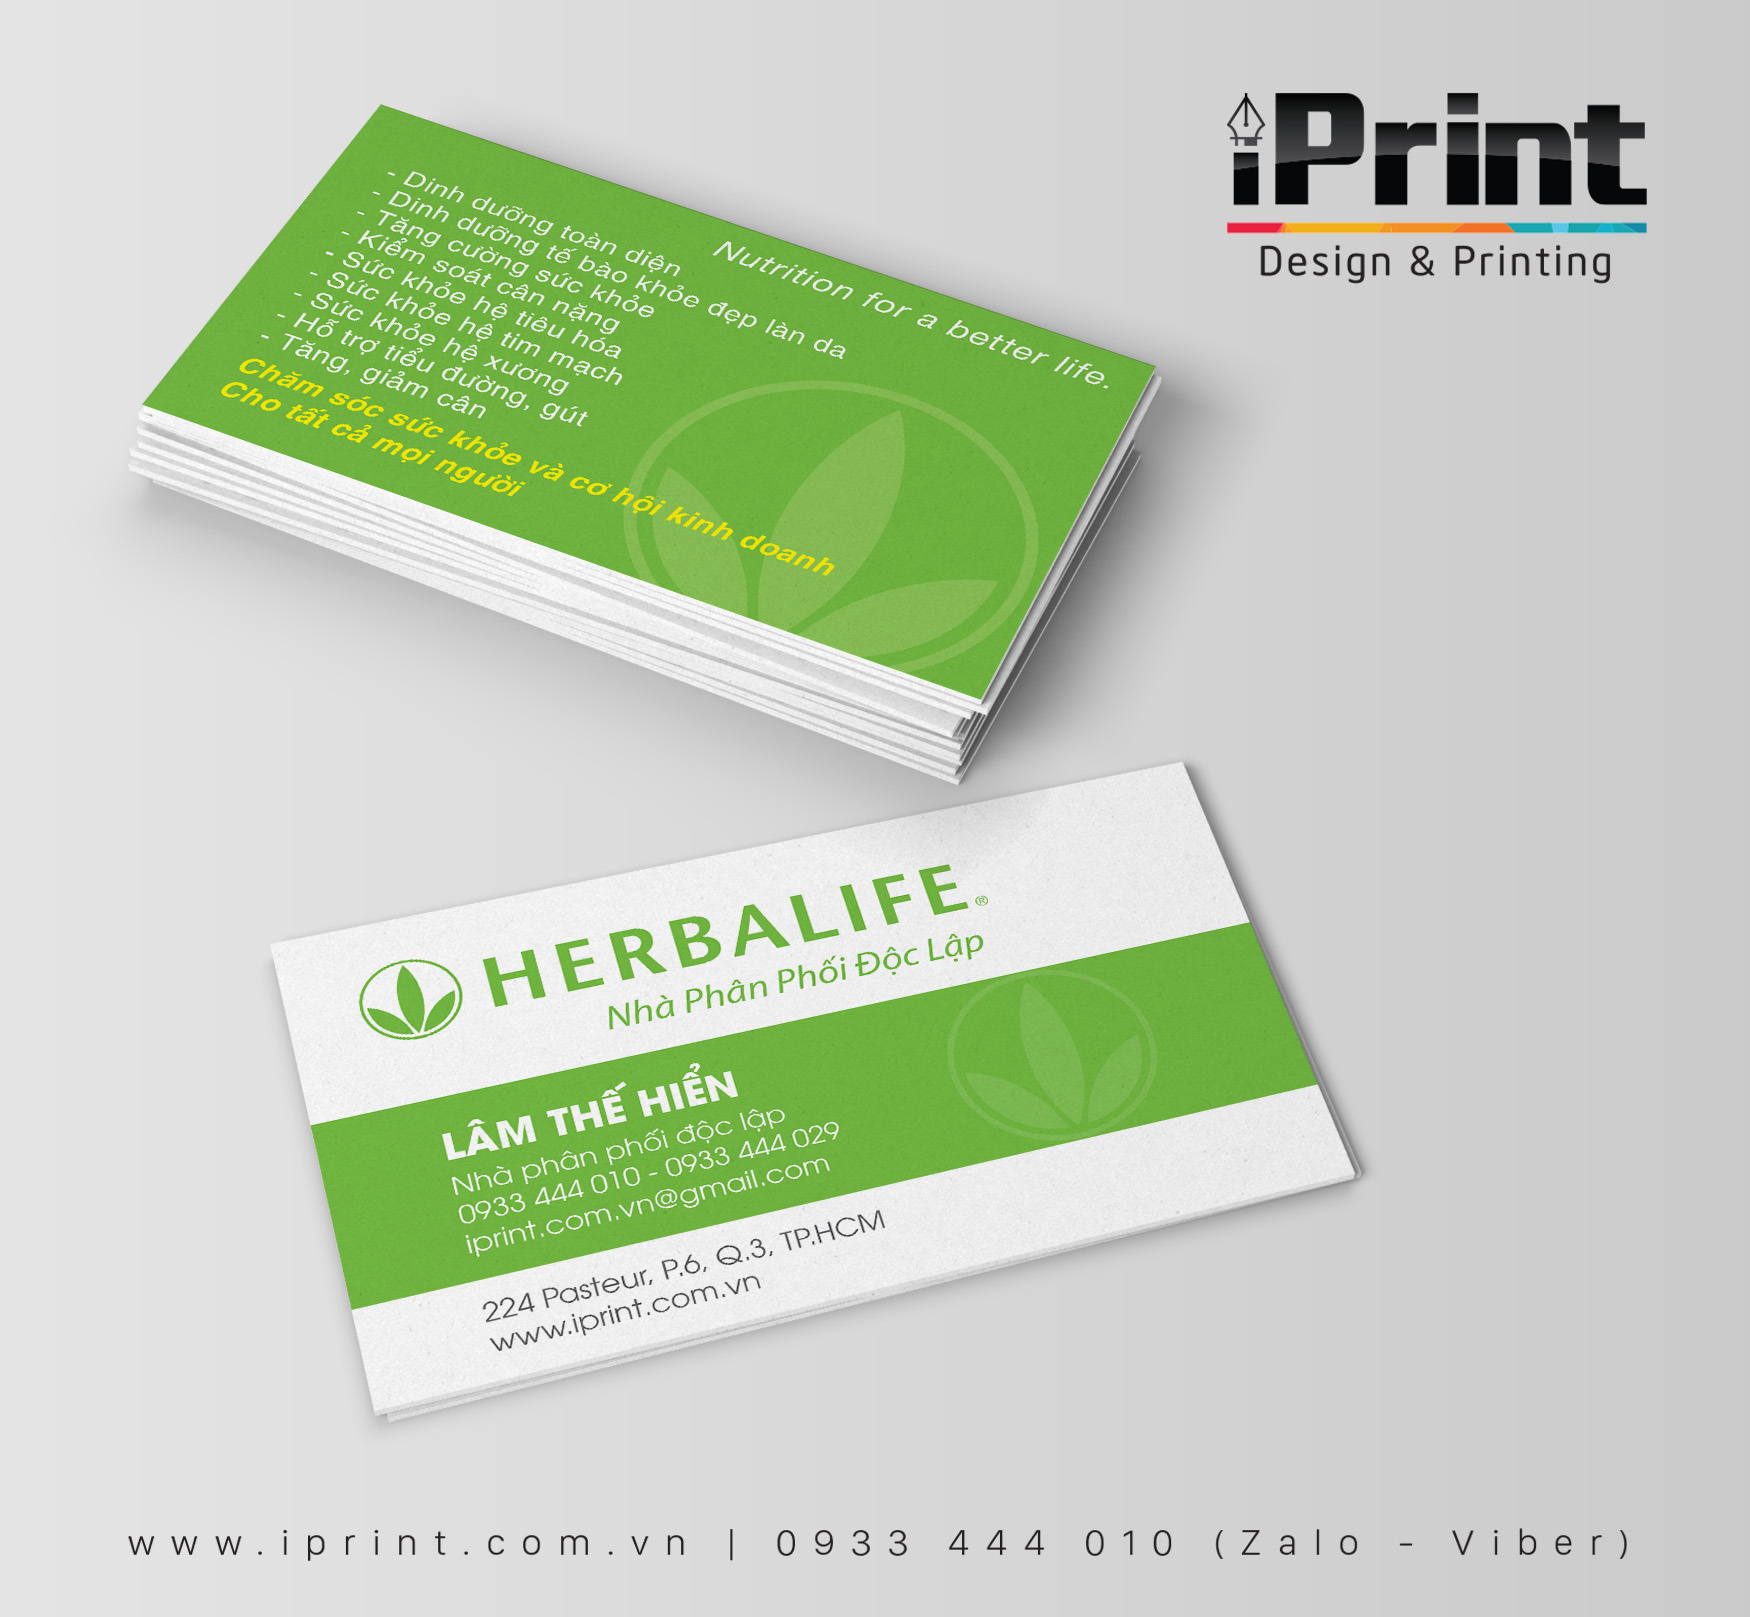 iPrint
Design & Printing
Nutrition for a better life.
- Dinh dưỡng toàn diện
- Dinh dưỡng tế bào khỏe đẹp làn da
- Tăng cường sức khỏe
- Kiểm soát cân nặng
- Sức khỏe hệ tiêu hóa
- Sức khỏe hệ tim mạch
- Sức khỏe hệ xương
- Hỗ trợ tiểu đường, gút
- Tăng, giảm cân
Chăm sóc sức khỏe và cơ hội kinh doanh
Cho tất cả mọi người
HERBALIFE®
Nhà Phân Phối Độc Lập
LÂM THẾ HIỂN
Nhà phân phối độc lập
0933 444 010 - 0933 444 029
iprint.com.vn@gmail.com
224 Pasteur, P.6, Q.3, TP.HCM
www.iprint.com.vn
www.iprint.com.vn | 0933 444 010 (Zalo - Viber)